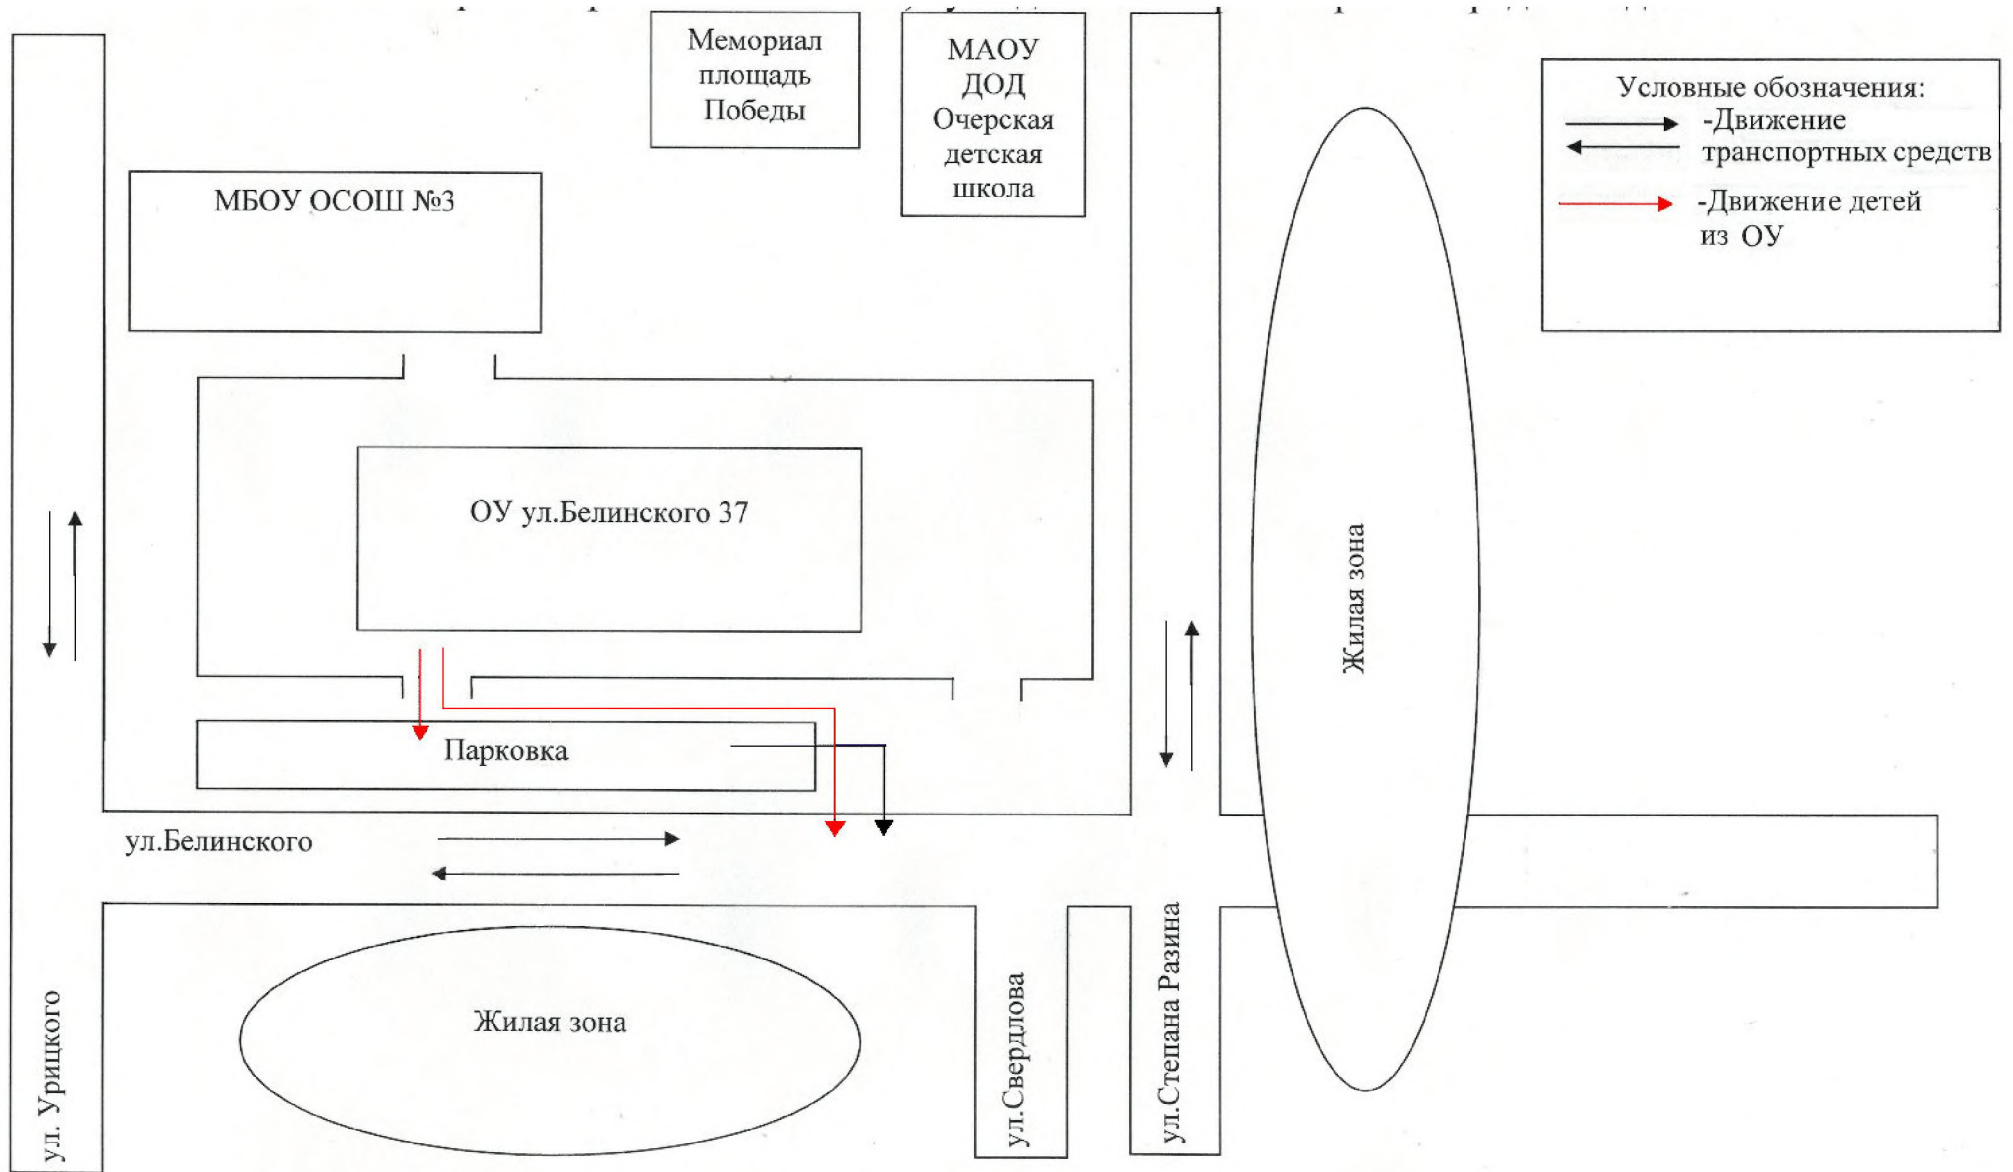 Мемориал
площадь
Победы
МАОУ
ДОД
Очерская
детская
школа
Условные обозначения:
-Движение
транспортных средств
-Движение детей
из ОУ
МБОУ ОСОШ №3
ОУ ул.Белинского 37
Жилая зона
Парковка
ул.Белинского
Жилая зона
ул. Урицкого
ул.Свердлова
ул.Степана Разина